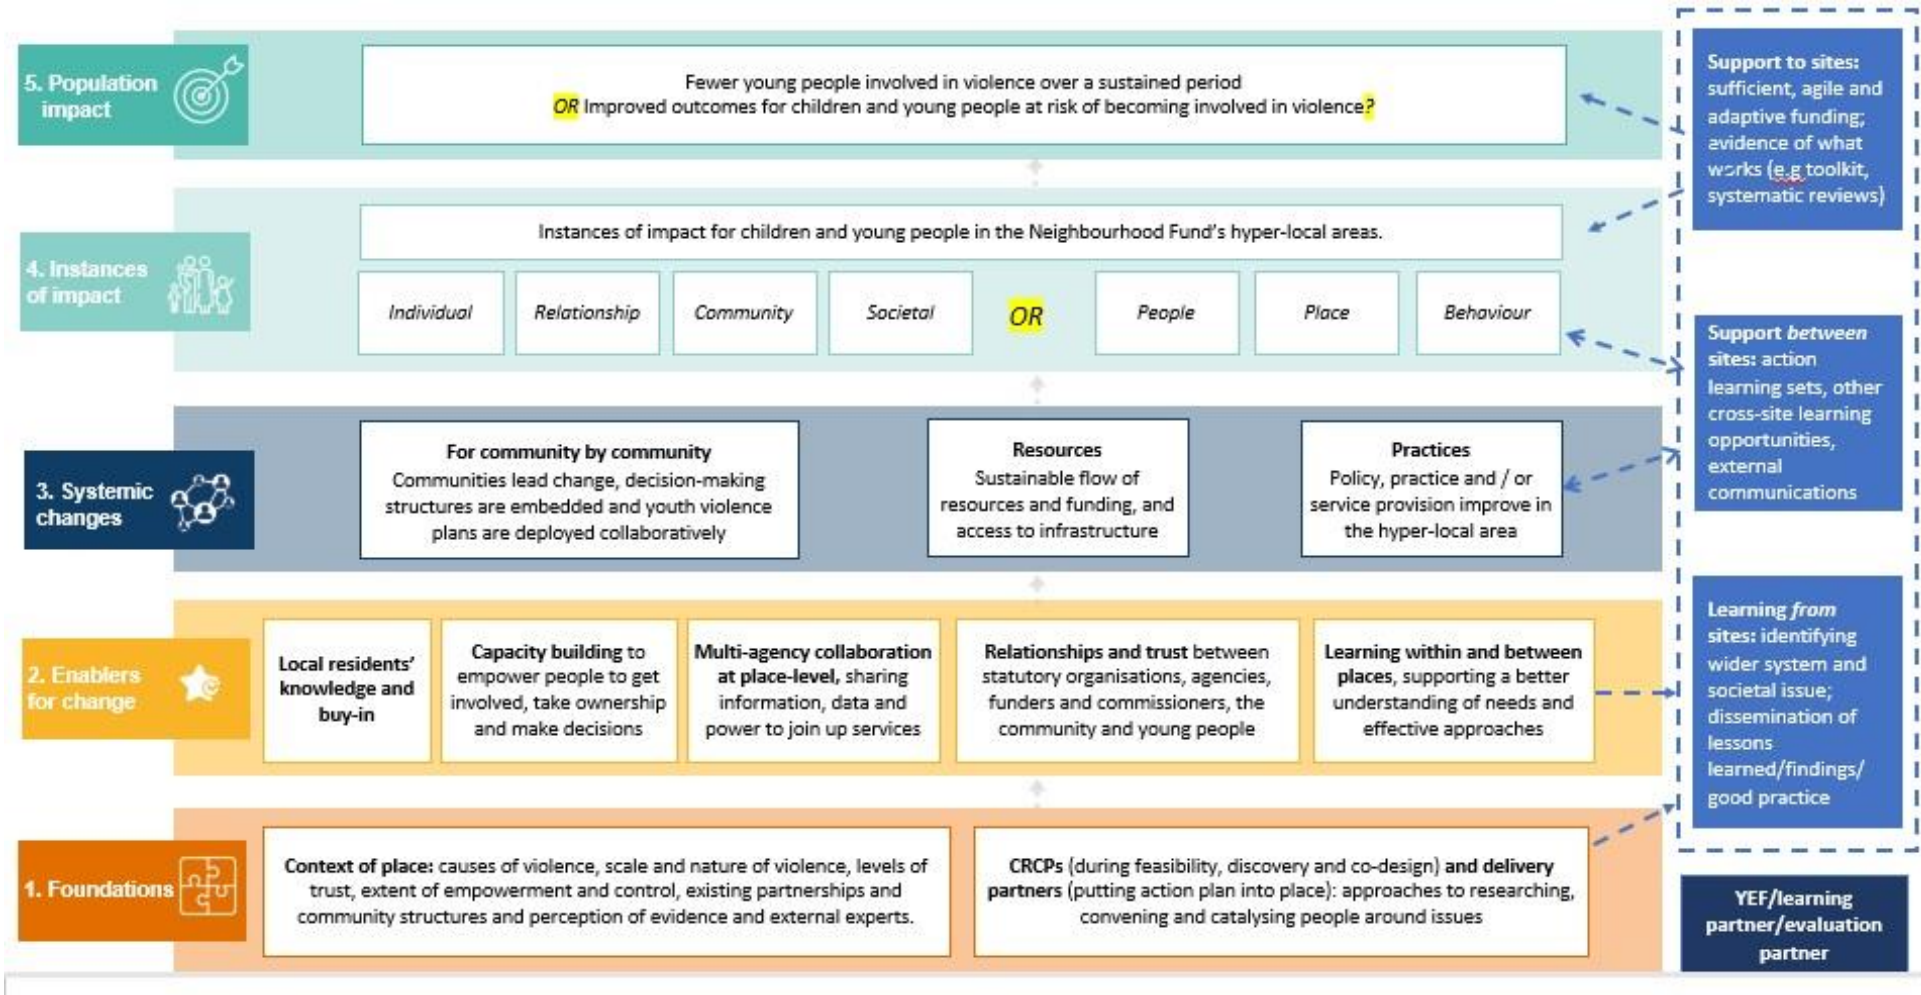 5. Population
impact
Fewer young people involved in violence over a sustained period
OR Improved outcomes for children and young people at risk of becoming involved in violence?
4. Instances
of impact
Instances of impact for children and young people in the Neighbourhood Fund's hyper-local areas.
Individual
Relationship
Community
Societal
OR
People
Place
Behaviour
3. Systemic
changes
For community by community
Communities lead change, decision-making
structures are embedded and youth violence
plans are deployed collaboratively
Resources
Sustainable flow of
resources and funding, and
access to infrastructure
Practices
Policy, practice and / or
service provision improve in
the hyper-local area
2. Enablers
for change
Local residents'
knowledge and
buy-in
Capacity building to
empower people to get
involved, take ownership
and make decisions
Multi-agency collaboration
at place-level, sharing
information, data and
power to join up services
Relationships and trust between
statutory organisations, agencies,
funders and commissioners, the
community and young people
Learning within and between
places, supporting a better
understanding of needs and
effective approaches
1. Foundations
Context of place: causes of violence, scale and nature of violence, levels of
trust, extent of empowerment and control, existing partnerships and
community structures and perception of evidence and external experts.
CRCPs (during feasibility, discovery and co-design) and delivery
partners (putting action plan into place): approaches to researching,
convening and catalysing people around issues
Support to sites:
sufficient, agile and
adaptive funding;
evidence of what
works (e.g toolkit,
systematic reviews)
Support between
sites: action
learning sets, other
cross-site learning
opportunities,
external
communications
Learning from
sites: identifying
wider system and
societal issue;
dissemination of
lessons
learned/findings/
good practice
YEF/learning
partner/evaluation
partner